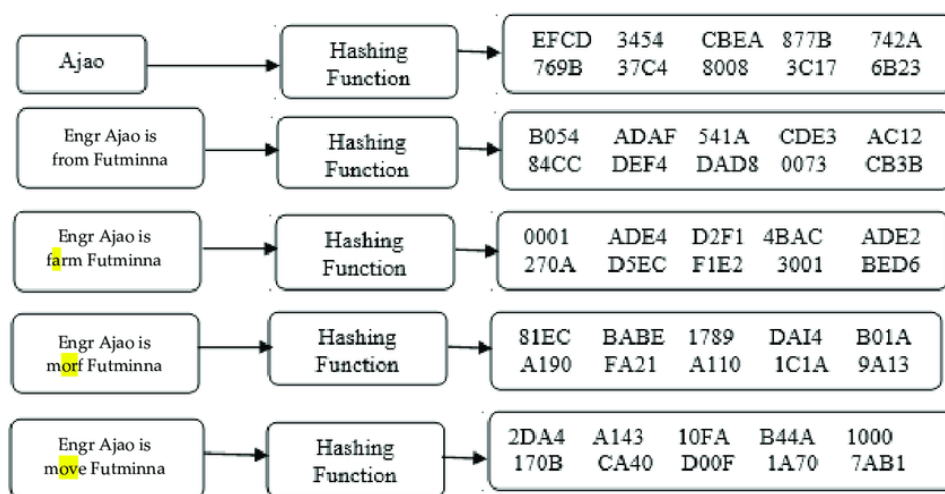 Ajao
Hashing
Function
EFCD 3454 CBEA 877B 742A
769B 37C4 8008 3C17 6B23
Engr Ajao is
from Futminna
Hashing
Function
B054 ADAF 541A CDE3 AC12
84CC DEF4 DAD8 0073 CB3B
Engr Ajao is
farm Futminna
Hashing
Function
0001 ADE4 D2F1 4BAC ADE2
270A D5EC F1E2 3001 BED6
Engr Ajao is
morf Futminna
Hashing
Function
81EC BABE 1789 DAI4 B01A
A190 FA21 A110 1C1A 9A13
Engr Ajao is
move Futminna
Hashing
Function
2DA4 A143 10FA B44A 1000
170B CA40 D00F 1A70 7AB1